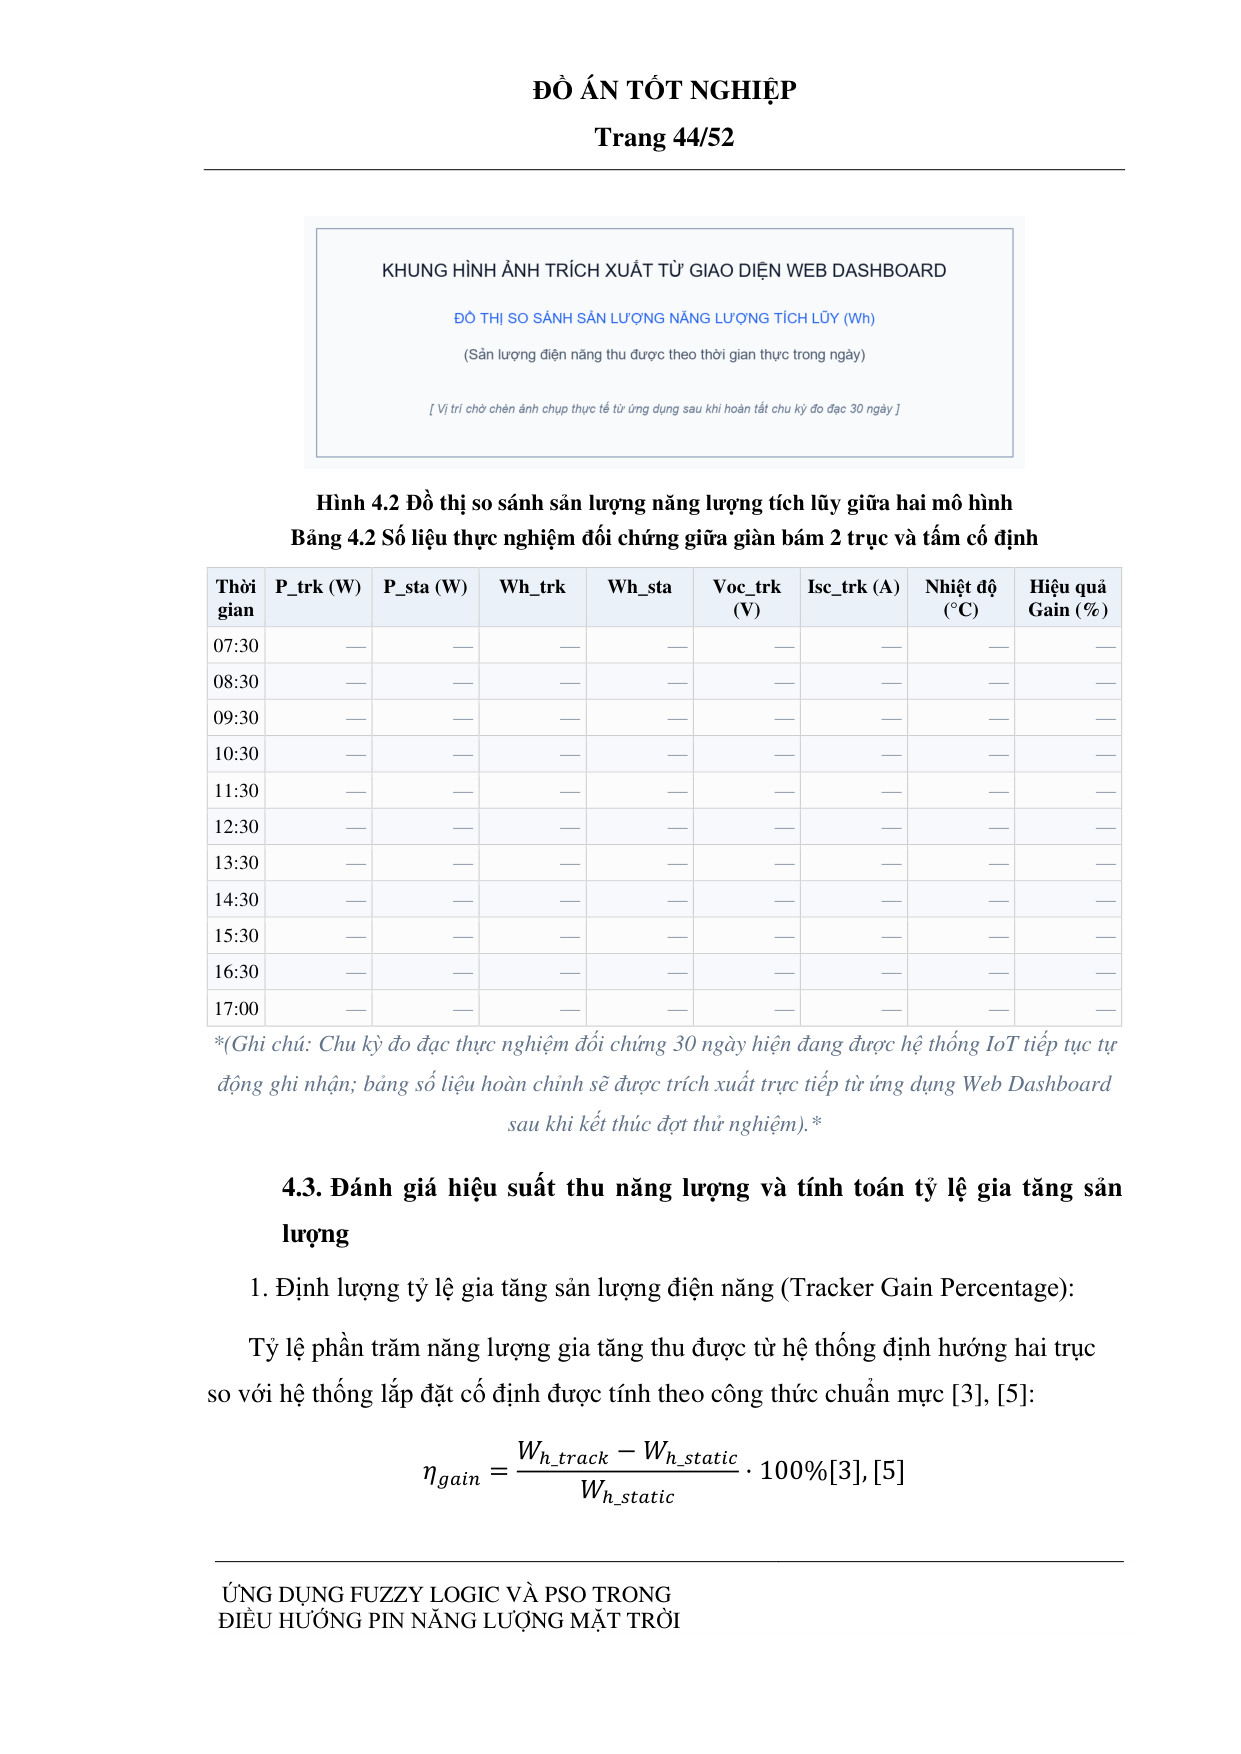 ĐỒ ÁN TỐT NGHIỆP
Trang 44/52
KHUNG HÌNH ẢNH TRÍCH XUẤT TỪ GIAO DIỆN WEB DASHBOARD
ĐỒ THỊ SO SÁNH SẢN LƯỢNG NĂNG LƯỢNG TÍCH LŨY (Wh)
(Sản lượng điện năng thu được theo thời gian thực trong ngày)
[ Vị trí chờ chèn ảnh chụp thực tế từ ứng dụng sau khi hoàn tất chu kỳ đo đạc 30 ngày ]
Hình 4.2 Đồ thị so sánh sản lượng năng lượng tích lũy giữa hai mô hình
Bảng 4.2 Số liệu thực nghiệm đối chứng giữa giàn bám 2 trục và tấm cố định
Thời gian P_trk (W) P_sta (W) Wh_trk Wh_sta Voc_trk (V) Isc_trk (A) Nhiệt độ (°C) Hiệu quả Gain (%)
07:30 — — — — — — — —
08:30 — — — — — — — —
09:30 — — — — — — — —
10:30 — — — — — — — —
11:30 — — — — — — — —
12:30 — — — — — — — —
13:30 — — — — — — — —
14:30 — — — — — — — —
15:30 — — — — — — — —
16:30 — — — — — — — —
17:00 — — — — — — — —
*(Ghi chú: Chu kỳ đo đạc thực nghiệm đối chứng 30 ngày hiện đang được hệ thống IoT tiếp tục tự
động ghi nhận; bảng số liệu hoàn chỉnh sẽ được trích xuất trực tiếp từ ứng dụng Web Dashboard
sau khi kết thúc đợt thử nghiệm).*
4.3. Đánh giá hiệu suất thu năng lượng và tính toán tỷ lệ gia tăng sản
lượng
1. Định lượng tỷ lệ gia tăng sản lượng điện năng (Tracker Gain Percentage):
Tỷ lệ phần trăm năng lượng gia tăng thu được từ hệ thống định hướng hai trục
so với hệ thống lắp đặt cố định được tính theo công thức chuẩn mực [3], [5]:
η_gain = (W_h_track − W_h_static) / W_h_static · 100%[3], [5]
ỨNG DỤNG FUZZY LOGIC VÀ PSO TRONG
ĐIỀU HƯỚNG PIN NĂNG LƯỢNG MẶT TRỜI